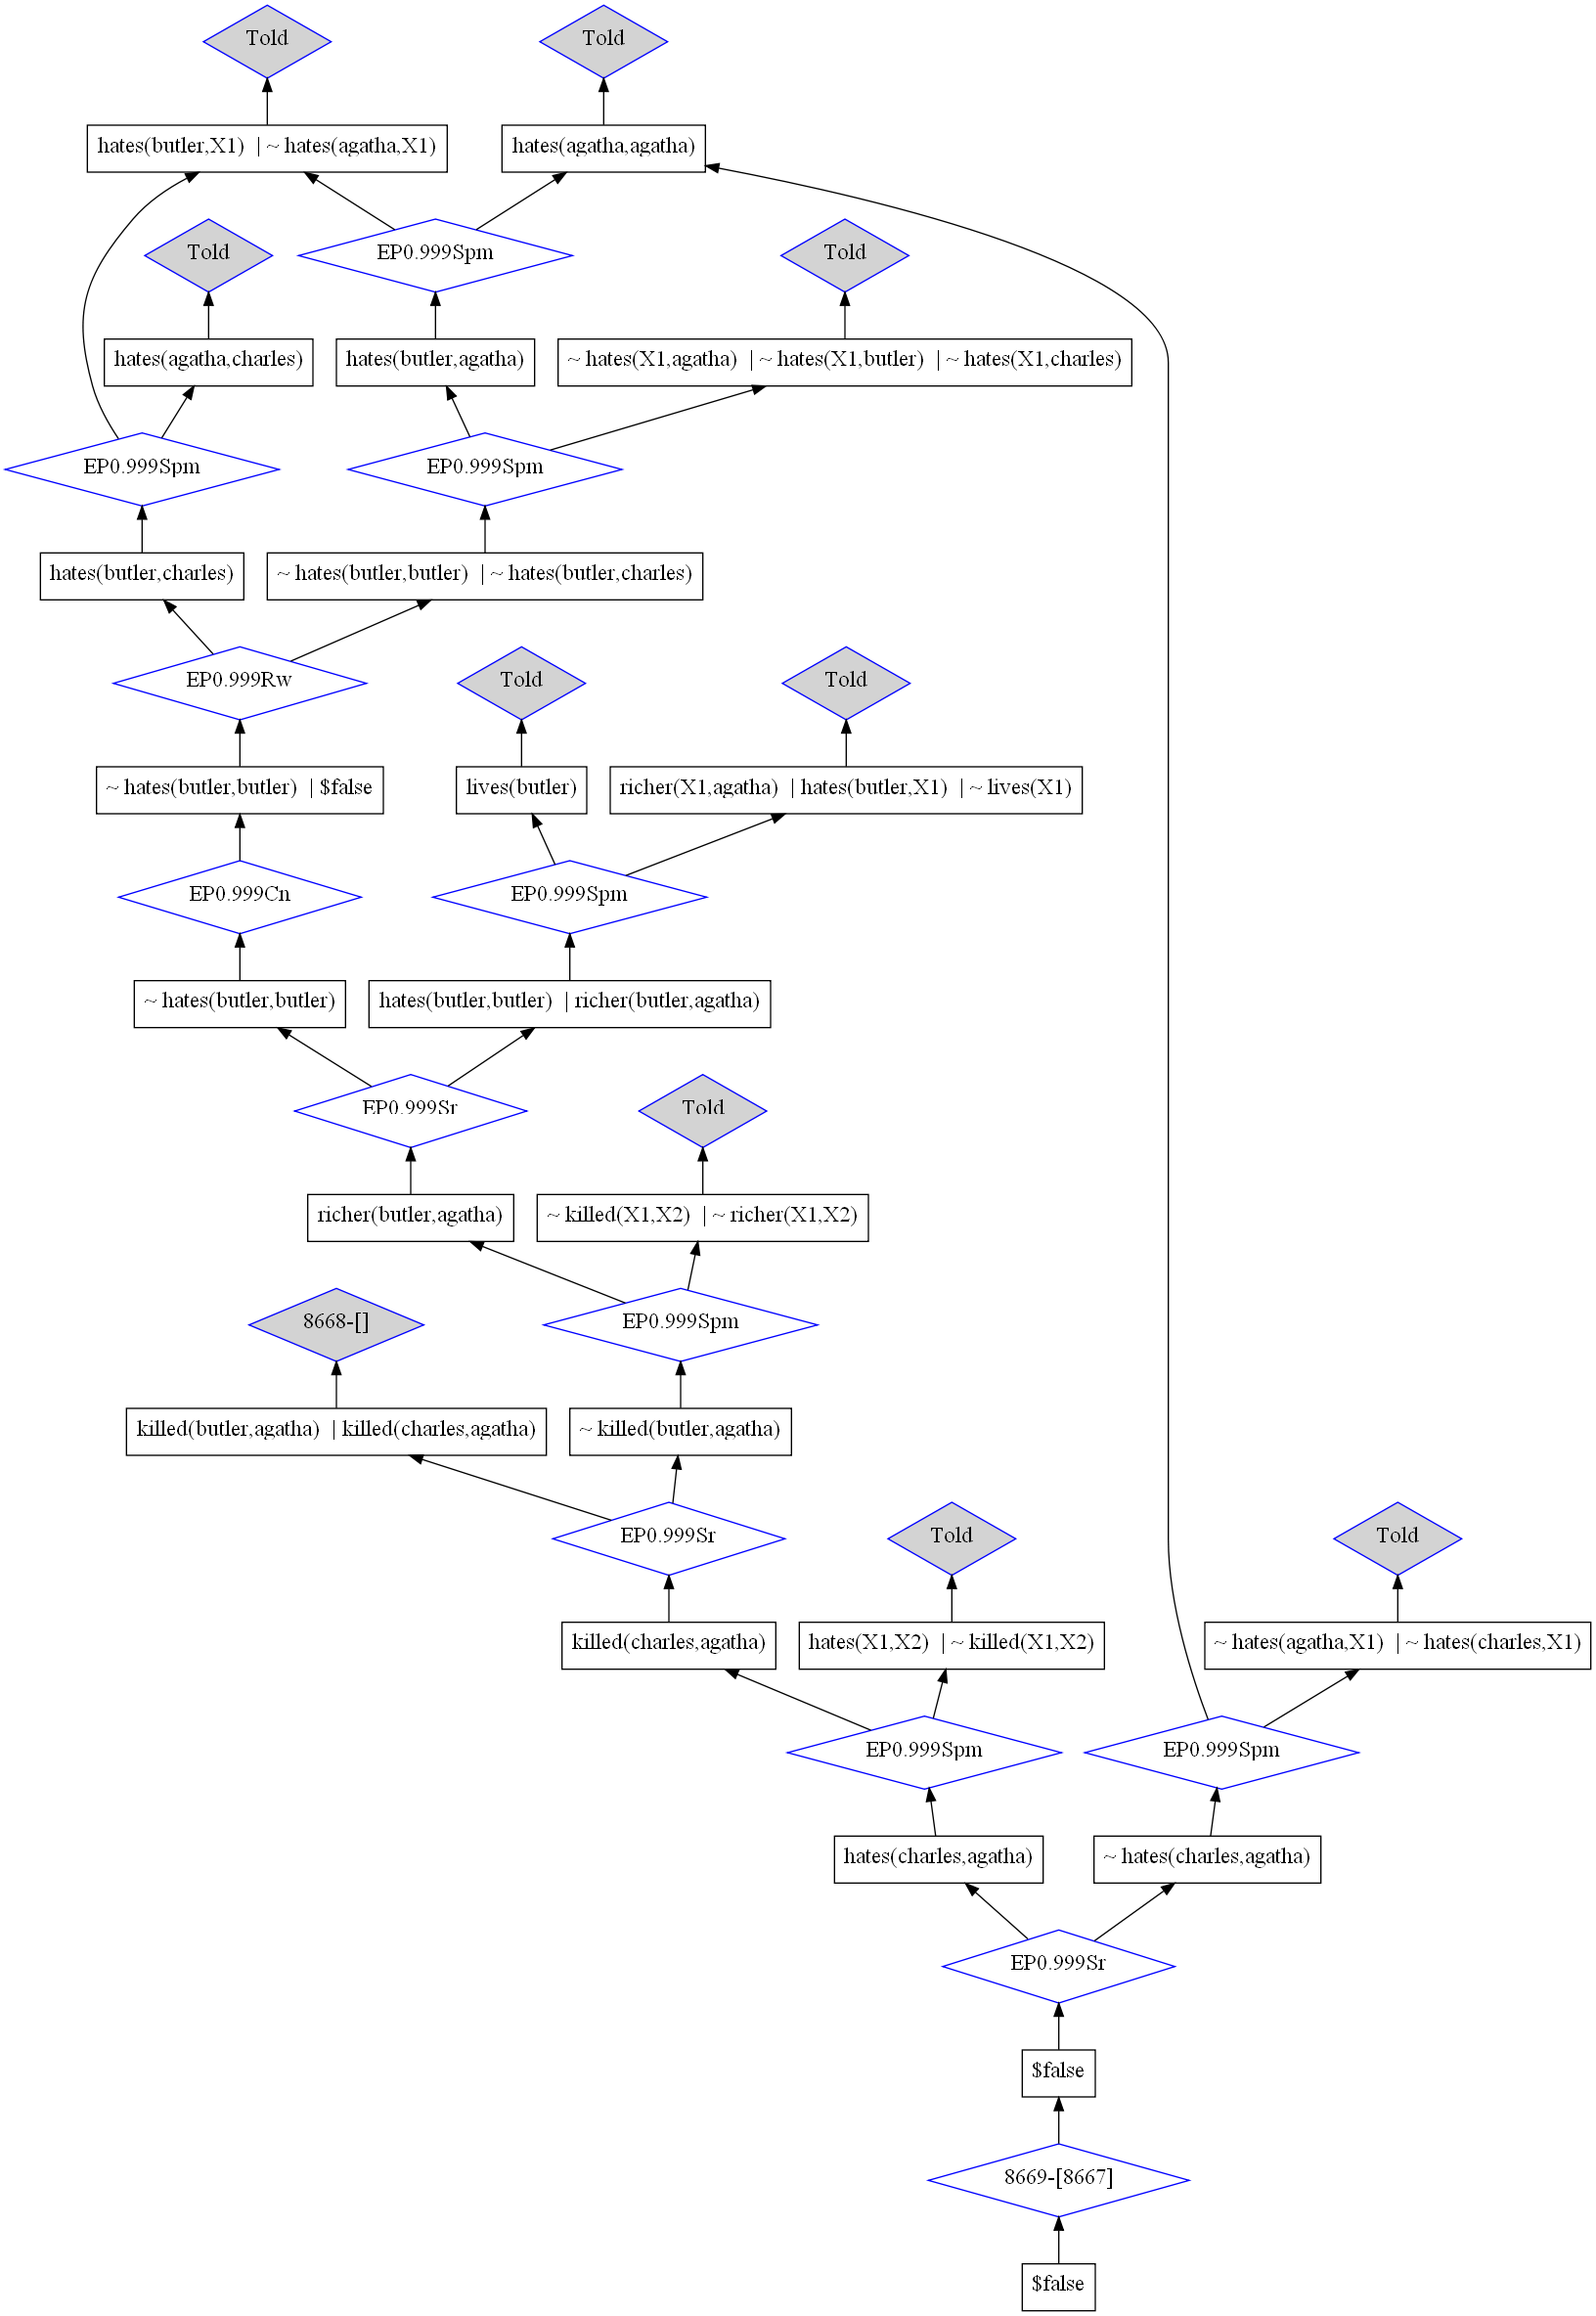 Told
Told
hates(butler,X1) | ~ hates(agatha,X1)
hates(agatha,agatha)
Told
EP0.999Spm
Told
hates(agatha,charles)
hates(butler,agatha)
~ hates(X1,agatha) | ~ hates(X1,butler) | ~ hates(X1,charles)
EP0.999Spm
EP0.999Spm
hates(butler,charles)
~ hates(butler,butler) | ~ hates(butler,charles)
EP0.999Rw
Told
Told
~ hates(butler,butler) | $false
lives(butler)
richer(X1,agatha) | hates(butler,X1) | ~ lives(X1)
EP0.999Cn
EP0.999Spm
~ hates(butler,butler)
hates(butler,butler) | richer(butler,agatha)
EP0.999Sr
Told
richer(butler,agatha)
~ killed(X1,X2) | ~ richer(X1,X2)
8668-[]
EP0.999Spm
killed(butler,agatha) | killed(charles,agatha)
~ killed(butler,agatha)
EP0.999Sr
Told
Told
killed(charles,agatha)
hates(X1,X2) | ~ killed(X1,X2)
~ hates(agatha,X1) | ~ hates(charles,X1)
EP0.999Spm
EP0.999Spm
hates(charles,agatha)
~ hates(charles,agatha)
EP0.999Sr
$false
8669-[8667]
$false